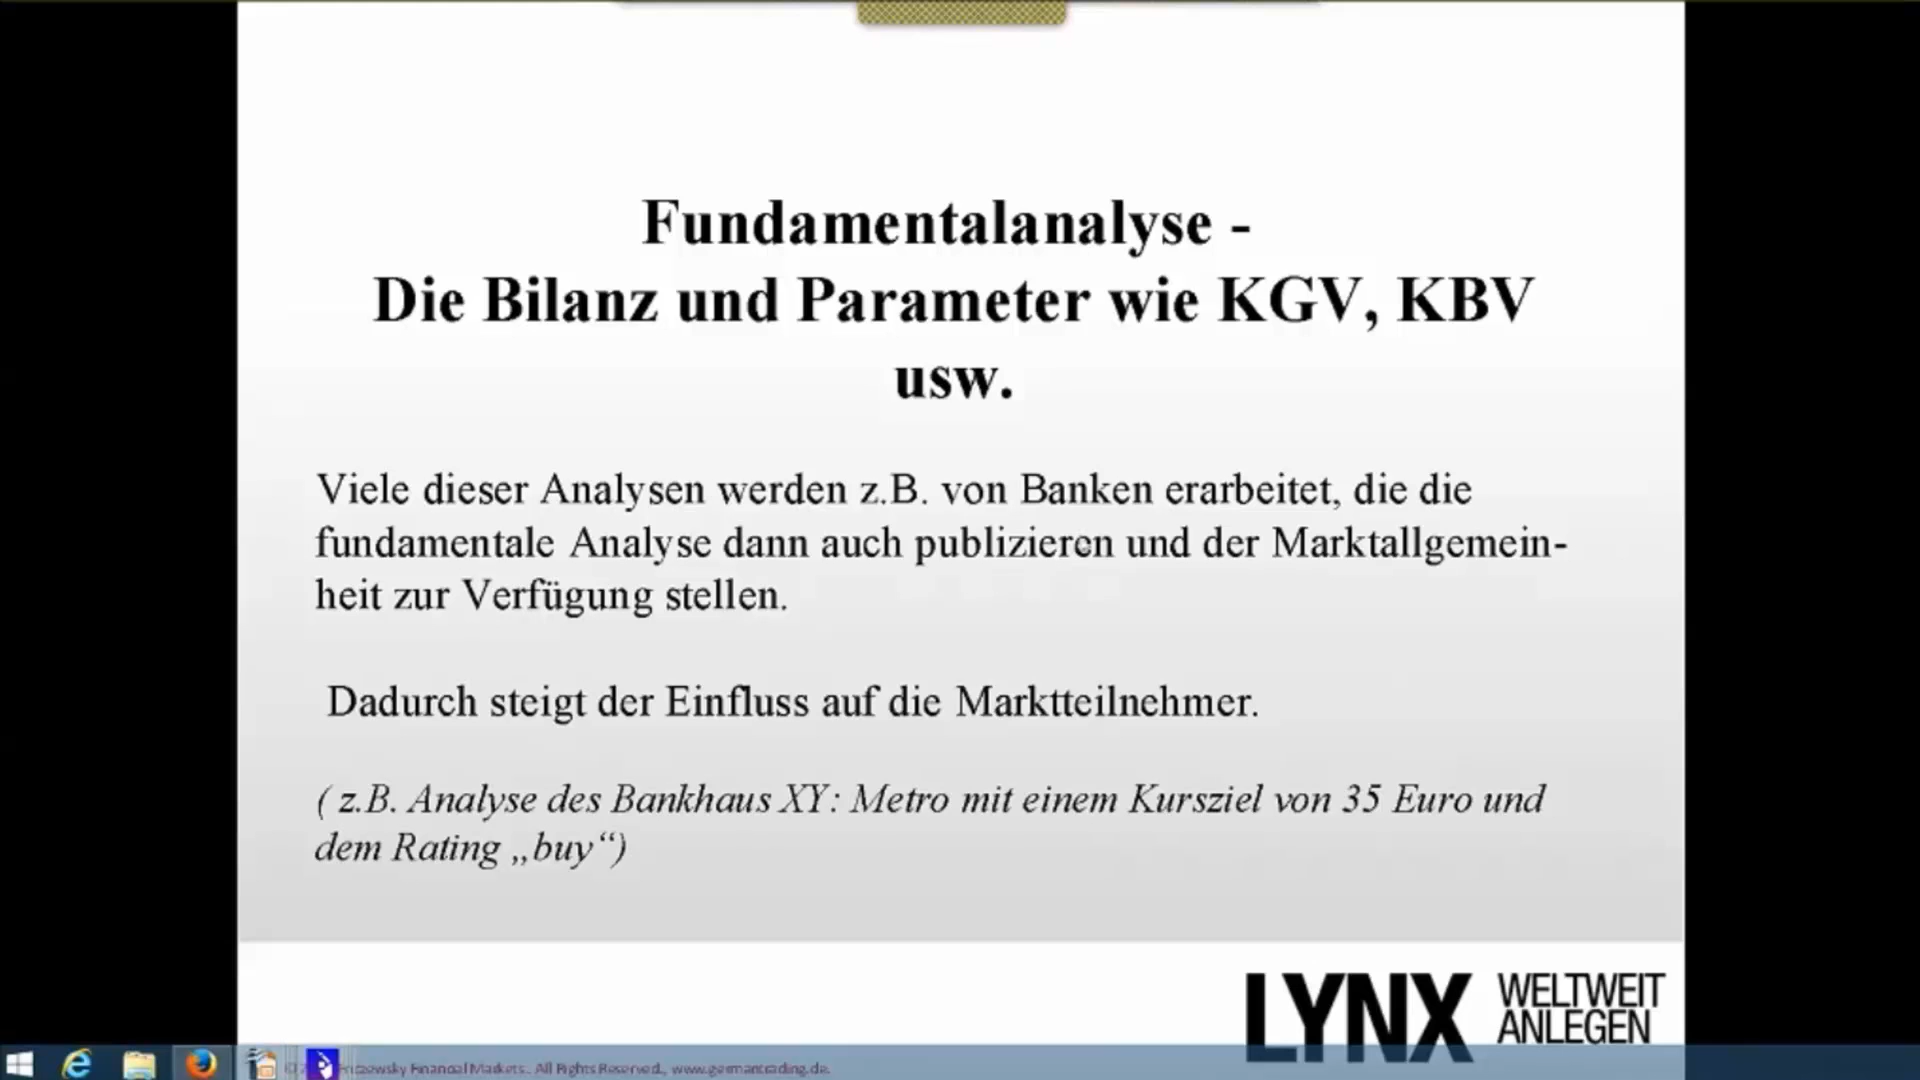 Fundamentalanalyse -
Die Bilanz und Parameter wie KGV, KBV
usw.
Viele dieser Analysen werden z.B. von Banken erarbeitet, die die
fundamentale Analyse dann auch publizieren und der Marktallgemein-
heit zur Verfügung stellen.
Dadurch steigt der Einfluss auf die Marktteilnehmer.
( z.B. Analyse des Bankhaus XY: Metro mit einem Kursziel von 35 Euro und
dem Rating „buy“)
LYNX
WELTWEIT
ANLEGEN
Financial Markets.. All Rights Reserved., www.germantrading.de.